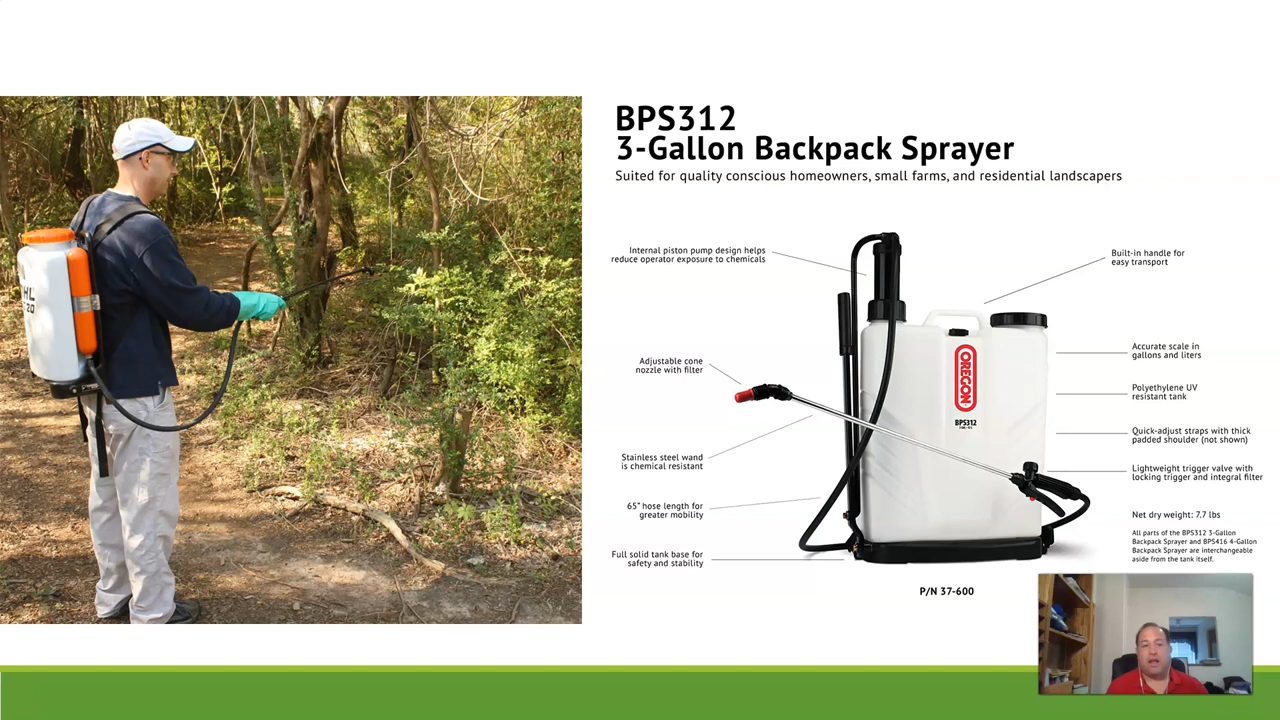 BPS312
3-Gallon Backpack Sprayer
Suited for quality conscious homeowners, small farms, and residential landscapers
Internal piston pump design helps
reduce operator exposure to chemicals
Built-in handle for
easy transport
Accurate scale in
gallons and liters
Adjustable cone
nozzle with filter
Polyethylene UV
resistant tank
OREGON
BPS312
Quick-adjust straps with thick
padded shoulder (not shown)
Stainless steel wand
is chemical resistant
Lightweight trigger valve with
locking trigger and integral filter
65" hose length for
greater mobility
Net dry weight: 7.7 lbs
All parts of the BPS312 3-Gallon
Backpack Sprayer and BPS416 4-Gallon
Backpack Sprayer are interchangeable
aside from the tank itself.
Full solid tank base for
safety and stability
P/N 37-600
HL
20